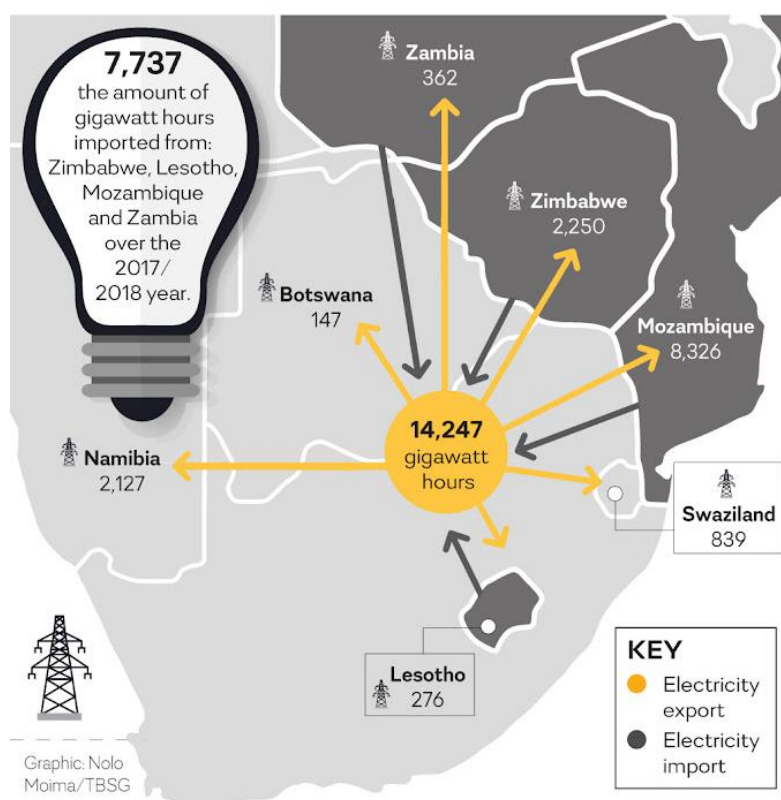 7,737
the amount of
gigawatt hours
imported from:
Zimbabwe, Lesotho,
Mozambique
and Zambia
over the
2017/
2018 year.
Zambia
362
Zimbabwe
2,250
Botswana
147
Mozambique
8,326
14,247
gigawatt
hours
Namibia
2,127
Swaziland
839
Lesotho
276
KEY
Electricity
export
Electricity
import
Graphic: Nolo
Moima/TBSG